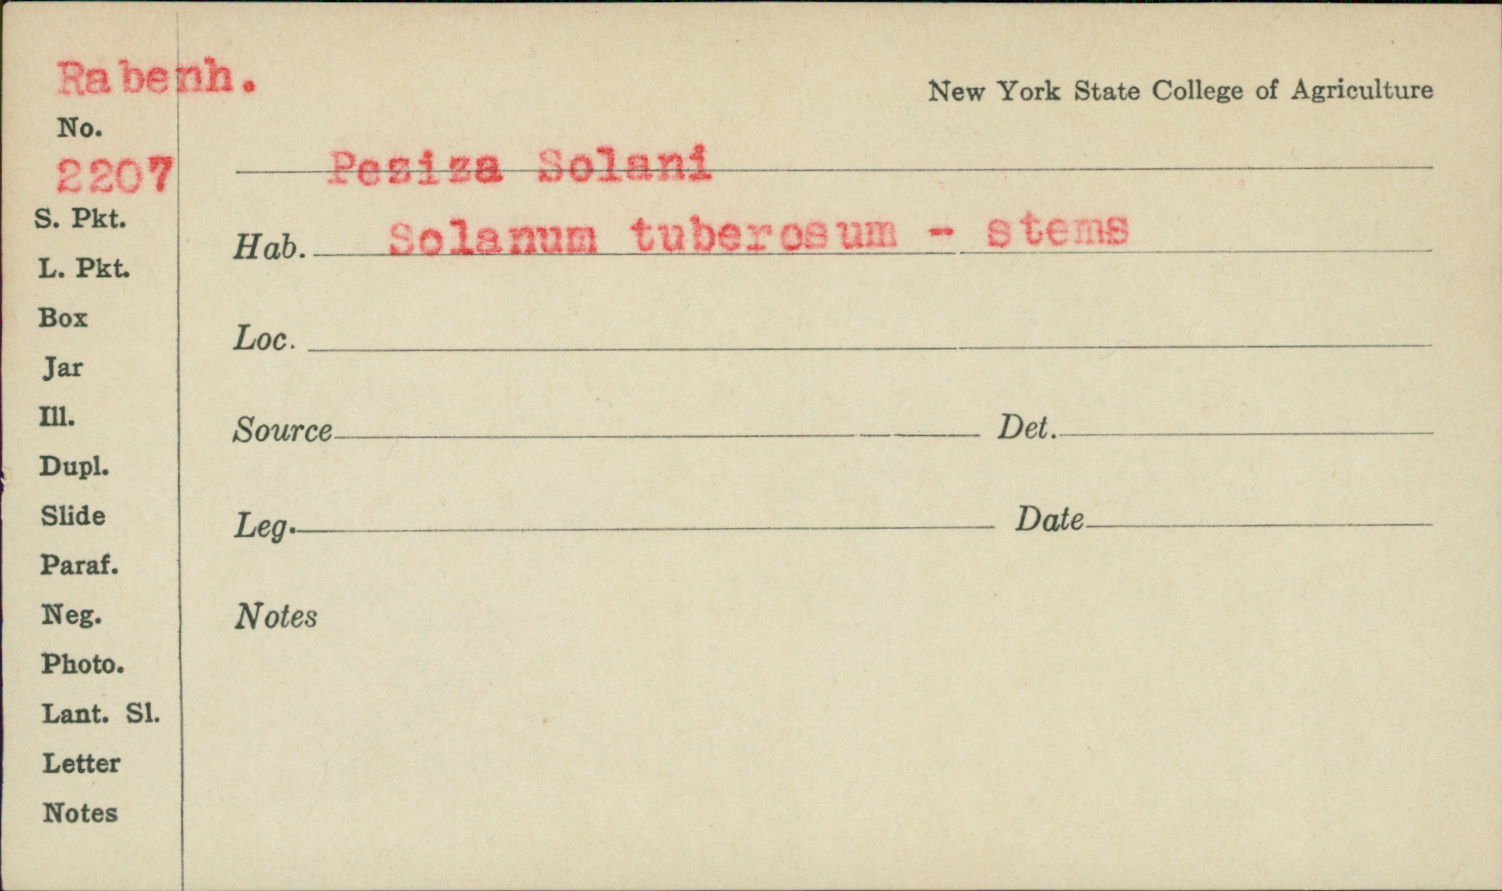 Rabenh.
New York State College of Agriculture
No.
2207
Peziza Solani
S. Pkt.
Hab. Solanum tuberosum - stems
L. Pkt.
Box
Loc.
Jar
Ill.
Source Det.
Dupl.
Slide
Leg. Date
Paraf.
Neg.
Notes
Photo.
Lant. Sl.
Letter
Notes